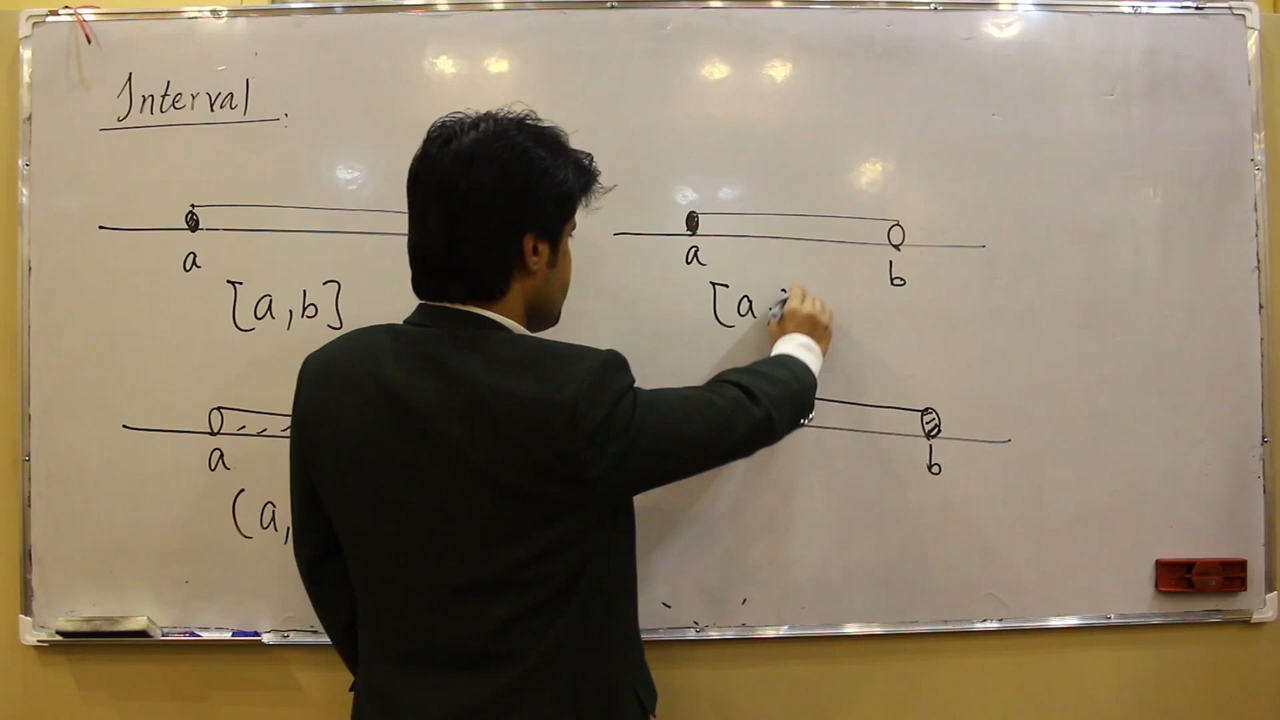 Interval
a
[a,b]
a b
[a
a
(a,
b